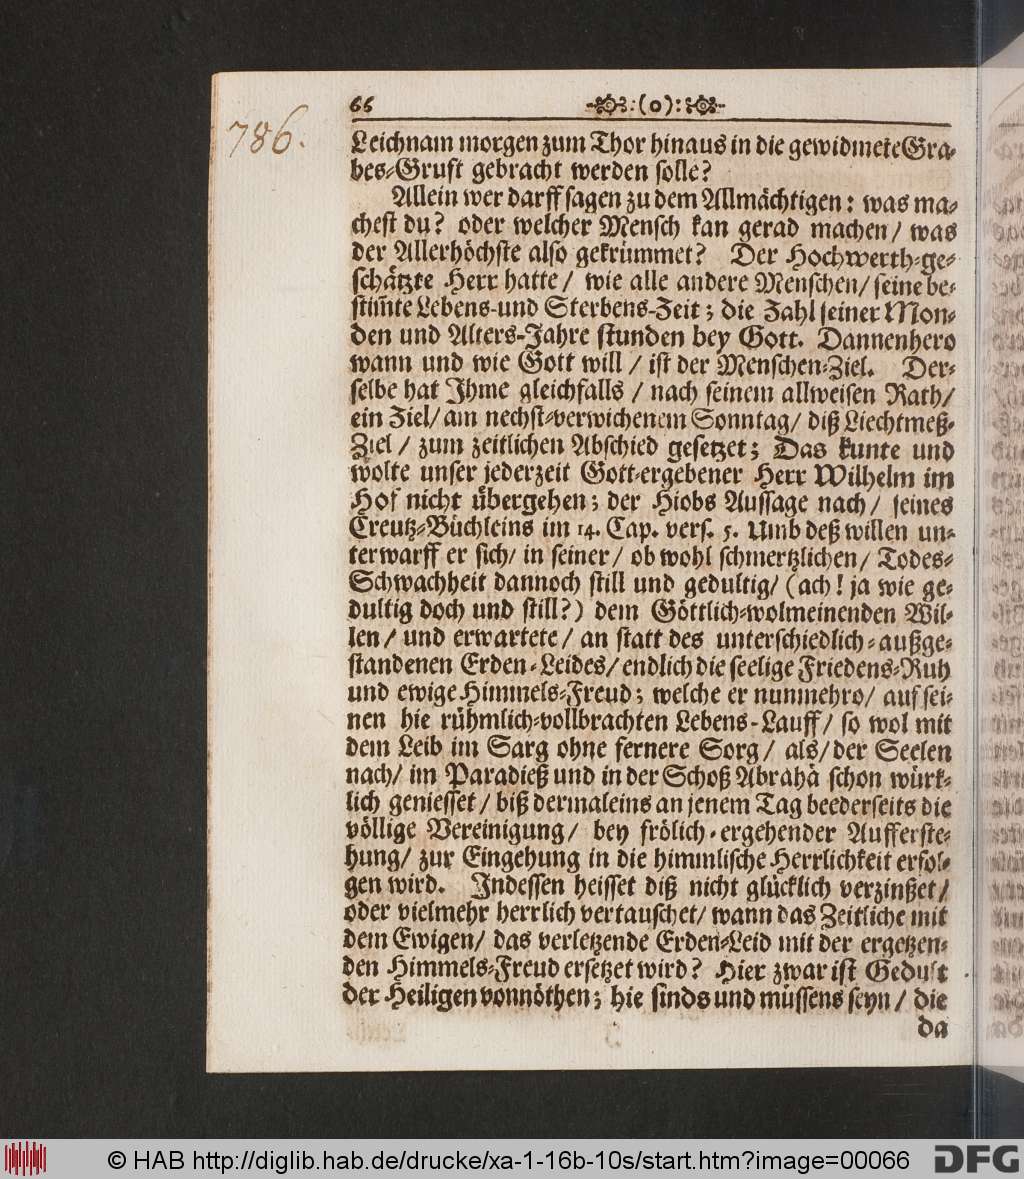 786.
66 :(o):
Leichnam morgen zum Thor hinaus in die gewidmete Gra-
bes-Grufft gebracht werden solle?
Allein wer darff sagen zu dem Allmächtigen: was ma-
chest du? oder welcher Mensch kan gerad machen/ was
der Allerhöchste also gekrümmet? Der Hochwerth-ge-
schätzte Herr hatte/ wie alle andere Menschen/ seine be-
stim̃te Lebens-und Sterbens-Zeit; die Zahl seiner Mon-
den und Alters-Jahre stunden bey Gott. Dannenhero
wann und wie Gott will/ ist der Menschen-Ziel. Der-
selbe hat Ihme gleichfalls/ nach seinem allweisen Rath/
ein Ziel/ am nechst-verwichenem Sonntag/ diß Liechtmeß-
Ziel/ zum zeitlichen Abschied gesetzet; Das kunte und
wolte unser jederzeit Gott-ergebener Herr Wilhelm im
Hof nicht übergehen; der Hiobs Aussage nach/ seines
Creutz-Büchleins im 14. Cap. vers. 5. Umb deß willen un-
terwarff er sich/ in seiner/ ob wohl schmertzlichen/ Todes-
Schwachheit dannoch still und gedultig/ (ach! ja wie ge-
dultig doch und still?) dem Göttlich-wolmeinenden Wil-
len/ und erwartete/ an statt des unterschiedlich-außge-
standenen Erden-Leides/ endlich die seelige Friedens-Ruh
und ewige Himmels-Freud; welche er nunmehro/ auf sei-
nen hie rühmlich-vollbrachten Lebens-Lauff/ so wol mit
dem Leib im Sarg ohne fernere Sorg/ als/ der Seelen
nach/ im Paradieß und in der Schoß Abrahä schon würk-
lich geniesset/ biß dermaleins an jenem Tag beederseits die
völlige Vereinigung/ bey frölich-ergehender Aufferste-
hung/ zur Eingehung in die himmlische Herrlichkeit erfol-
gen wird. Indessen heisset diß nicht glücklich verzinßet/
oder vielmehr herrlich vertauschet/ wann das Zeitliche mit
dem Ewigen/ das verletzende Erden-Leid mit der ergetzen-
den Himmels-Freud ersetzet wird? Hier zwar ist Gedult
der Heiligen vonnöthen; hie sinds und müssens seyn/ die
da
© HAB http://diglib.hab.de/drucke/xa-1-16b-10s/start.htm?image=00066
DFG